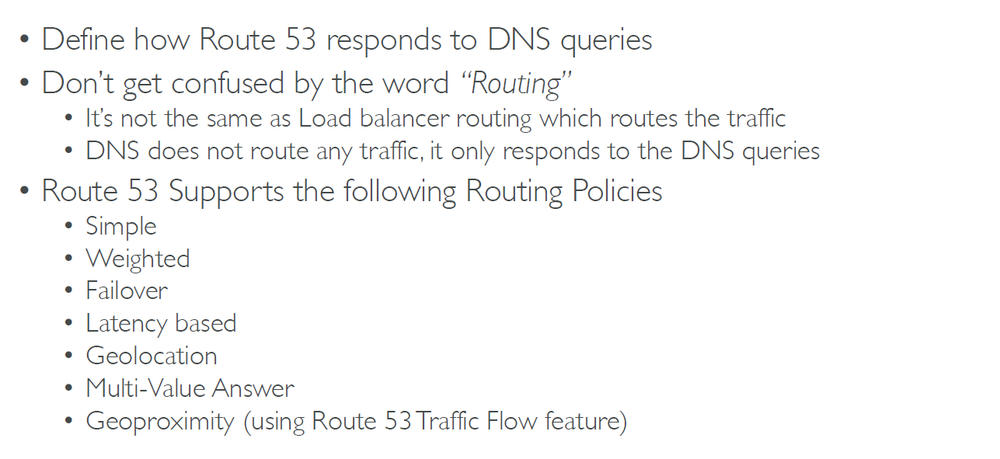 • Define how Route 53 responds to DNS queries
• Don’t get confused by the word “Routing”
• It’s not the same as Load balancer routing which routes the traffic
• DNS does not route any traffic, it only responds to the DNS queries
• Route 53 Supports the following Routing Policies
• Simple
• Weighted
• Failover
• Latency based
• Geolocation
• Multi-Value Answer
• Geoproximity (using Route 53 Traffic Flow feature)